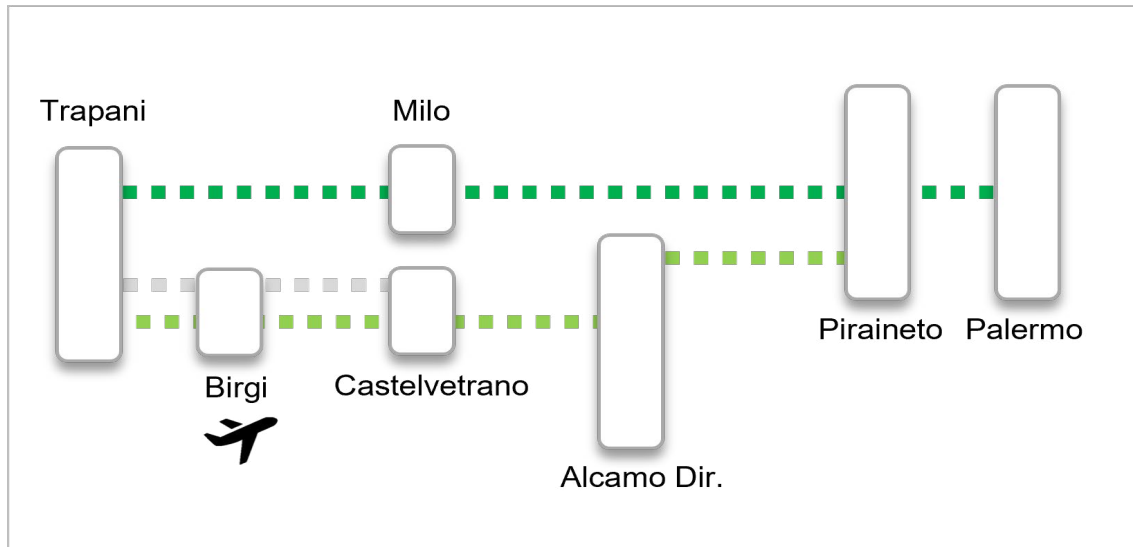 Trapani
Milo
Piraineto
Palermo
Birgi
Castelvetrano
Alcamo Dir.